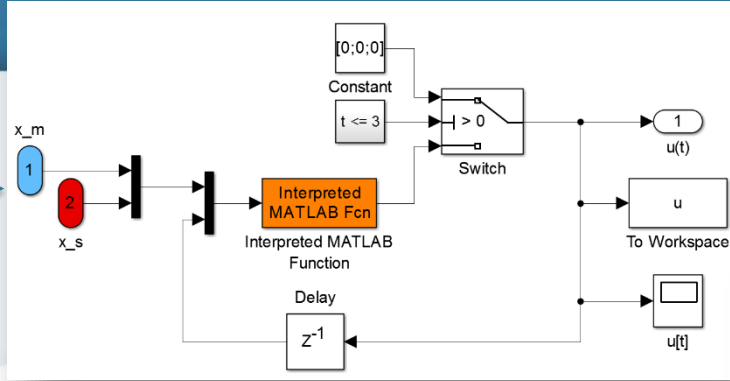 [0;0;0]
Constant
t <= 3
> 0
Switch
1
u(t)
x_m
1
2
x_s
Interpreted
MATLAB Fcn
Interpreted MATLAB
Function
u
To Workspace
Delay
Z-1
u[t]